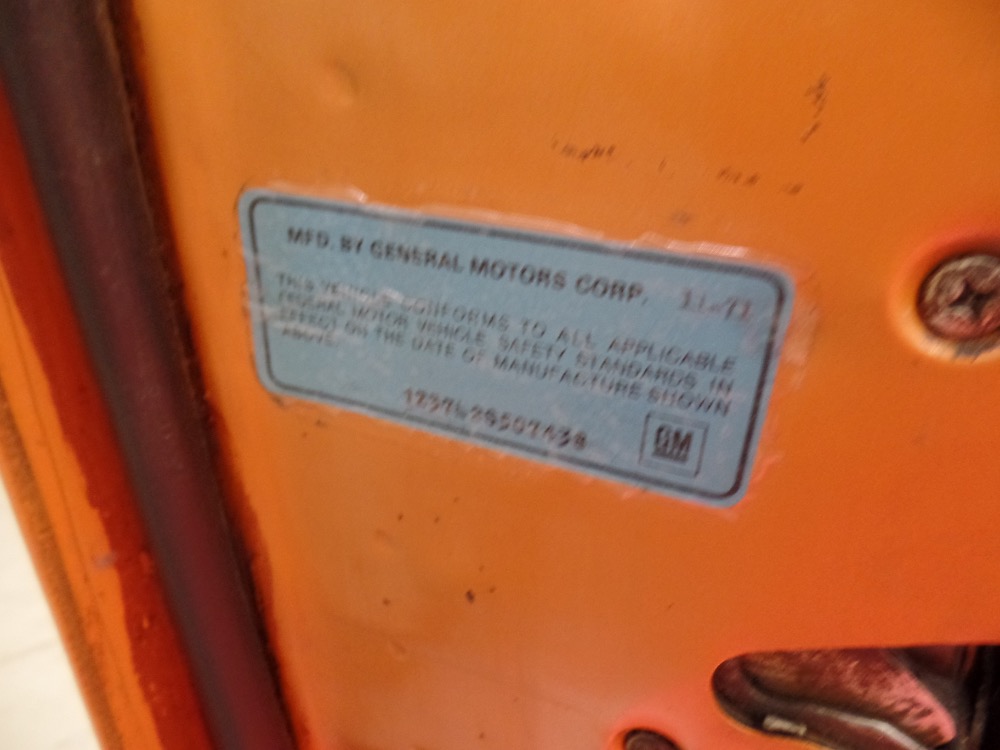 MFD. BY GENERAL MOTORS CORP. 11-71
THIS VEHICLE CONFORMS TO ALL APPLICABLE
FEDERAL MOTOR VEHICLE SAFETY STANDARDS IN
EFFECT ON THE DATE OF MANUFACTURE SHOWN
ABOVE.
1Z37L2S507438
GM